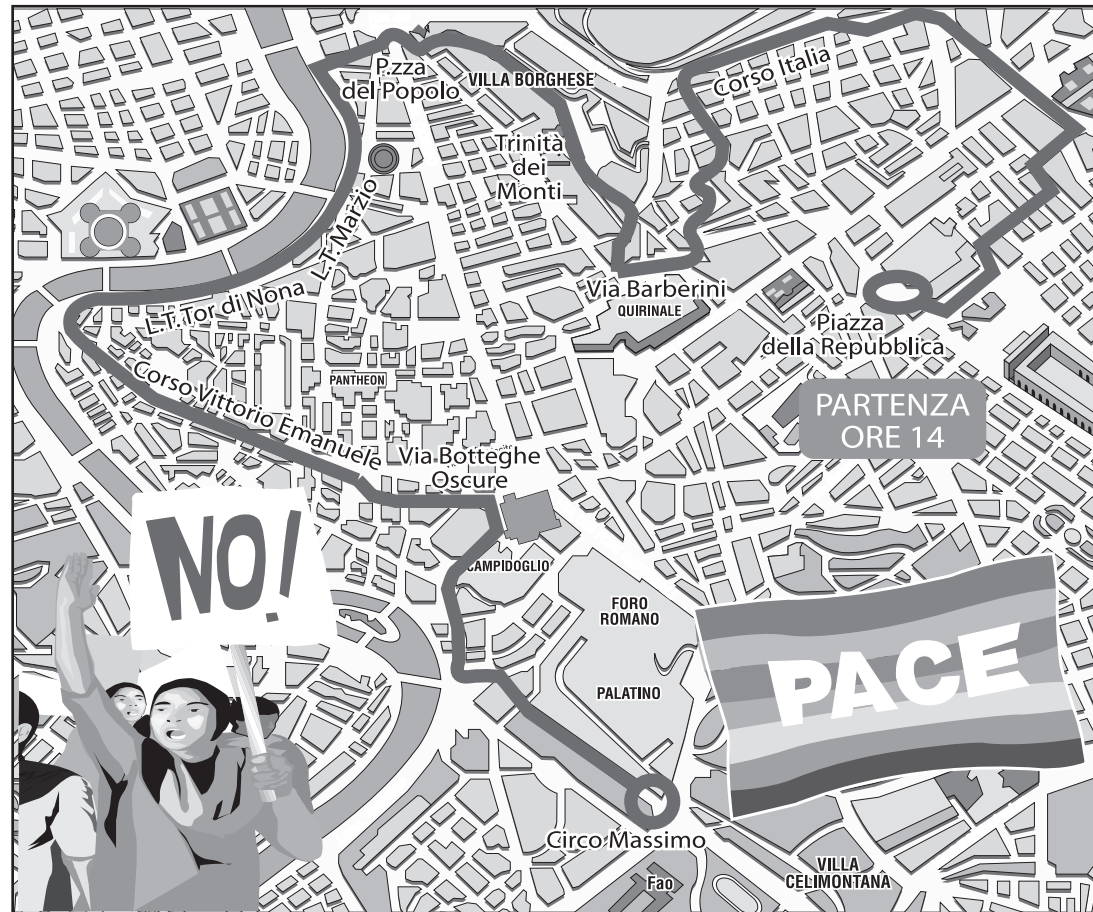 P.zza
del Popolo
VILLA BORGHESE
Corso Italia
Trinità
dei
Monti
L.T. Marzio
Via Barberini
QUIRINALE
L.T. Tor di Nona
Piazza
della Repubblica
PANTHEON
Corso Vittorio Emanuele
PARTENZA
ORE 14
Via Botteghe
Oscure
NO!
CAMPIDOGLIO
FORO
ROMANO
PACE
PALATINO
Circo Massimo
VILLA
CELIMONTANA
Fao